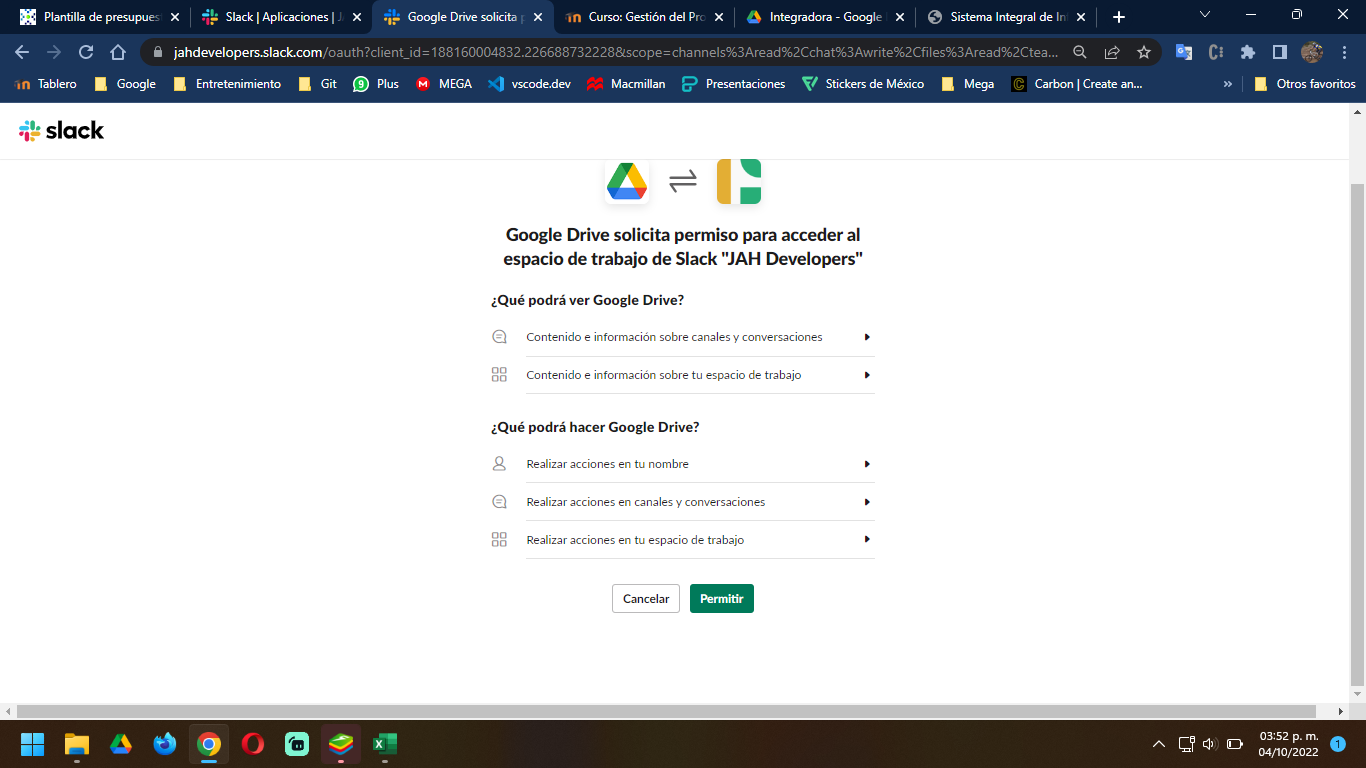 Plantilla de presupues
Slack | Aplicaciones | J
Google Drive solicita p
Curso: Gestión del Pro
Integradora - Google
Sistema Integral de In
jahdevelopers.slack.com/oauth?client_id=188160004832.226688732228&scope=channels%3Aread%2Cchat%3Awrite%2Cfiles%3Aread%2Ctea...
Tablero
Google
Entretenimiento
Git
Plus
MEGA
vscode.dev
Macmillan
Presentaciones
Stickers de México
Mega
Carbon | Create an...
»
Otros favoritos
slack
Google Drive solicita permiso para acceder al
espacio de trabajo de Slack "JAH Developers"
¿Qué podrá ver Google Drive?
Contenido e información sobre canales y conversaciones
Contenido e información sobre tu espacio de trabajo
¿Qué podrá hacer Google Drive?
Realizar acciones en tu nombre
Realizar acciones en canales y conversaciones
Realizar acciones en tu espacio de trabajo
Cancelar
Permitir
03:52 p. m.
04/10/2022
1